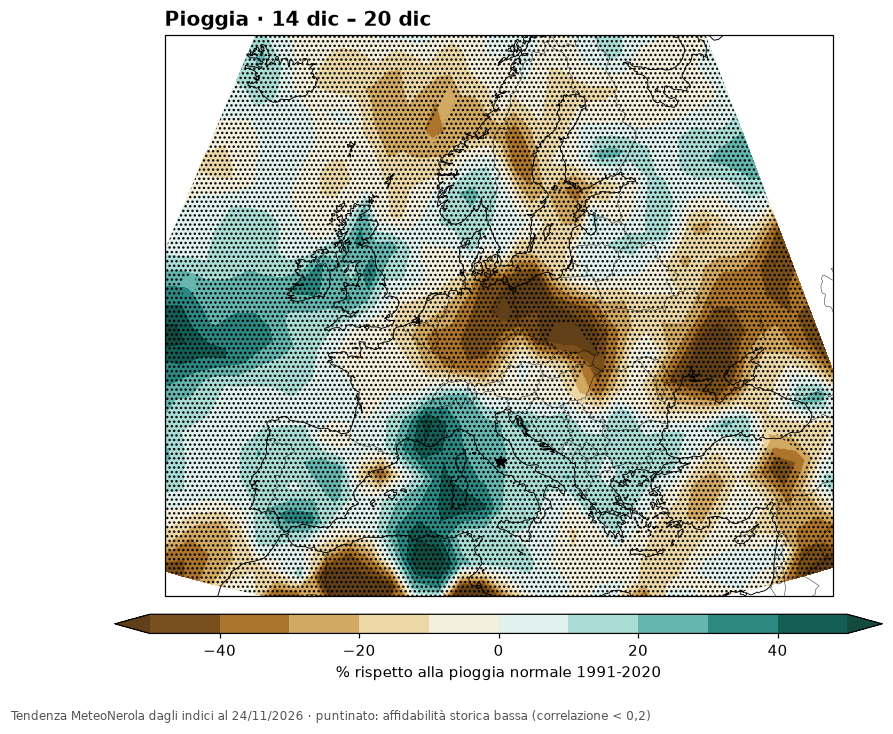 Pioggia · 14 dic – 20 dic
−40 −20 0 20 40
% rispetto alla pioggia normale 1991-2020
Tendenza MeteoNerola dagli indici al 24/11/2026 · puntinato: affidabilità storica bassa (correlazione < 0,2)